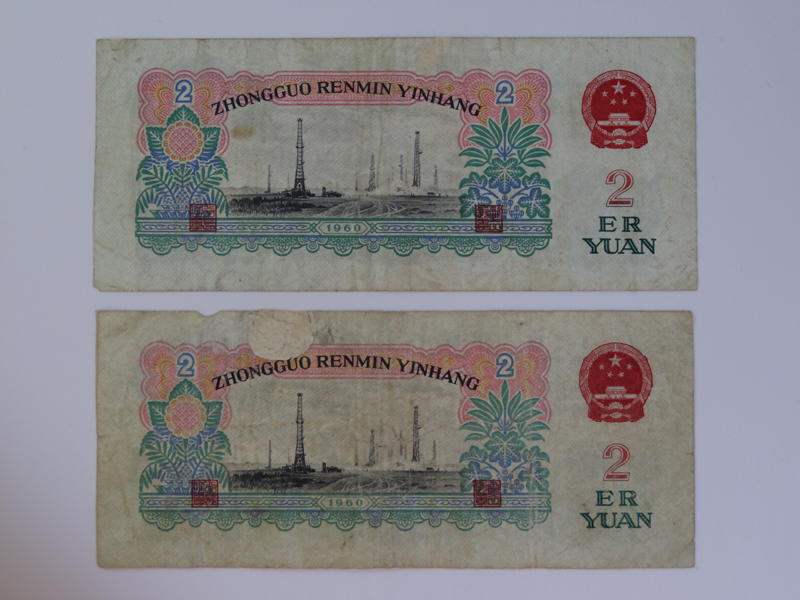 2 2
ZHONGGUO RENMIN YINHANG
1960
2
ER
YUAN
2 2
ZHONGGUO RENMIN YINHANG
1960
2
ER
YUAN